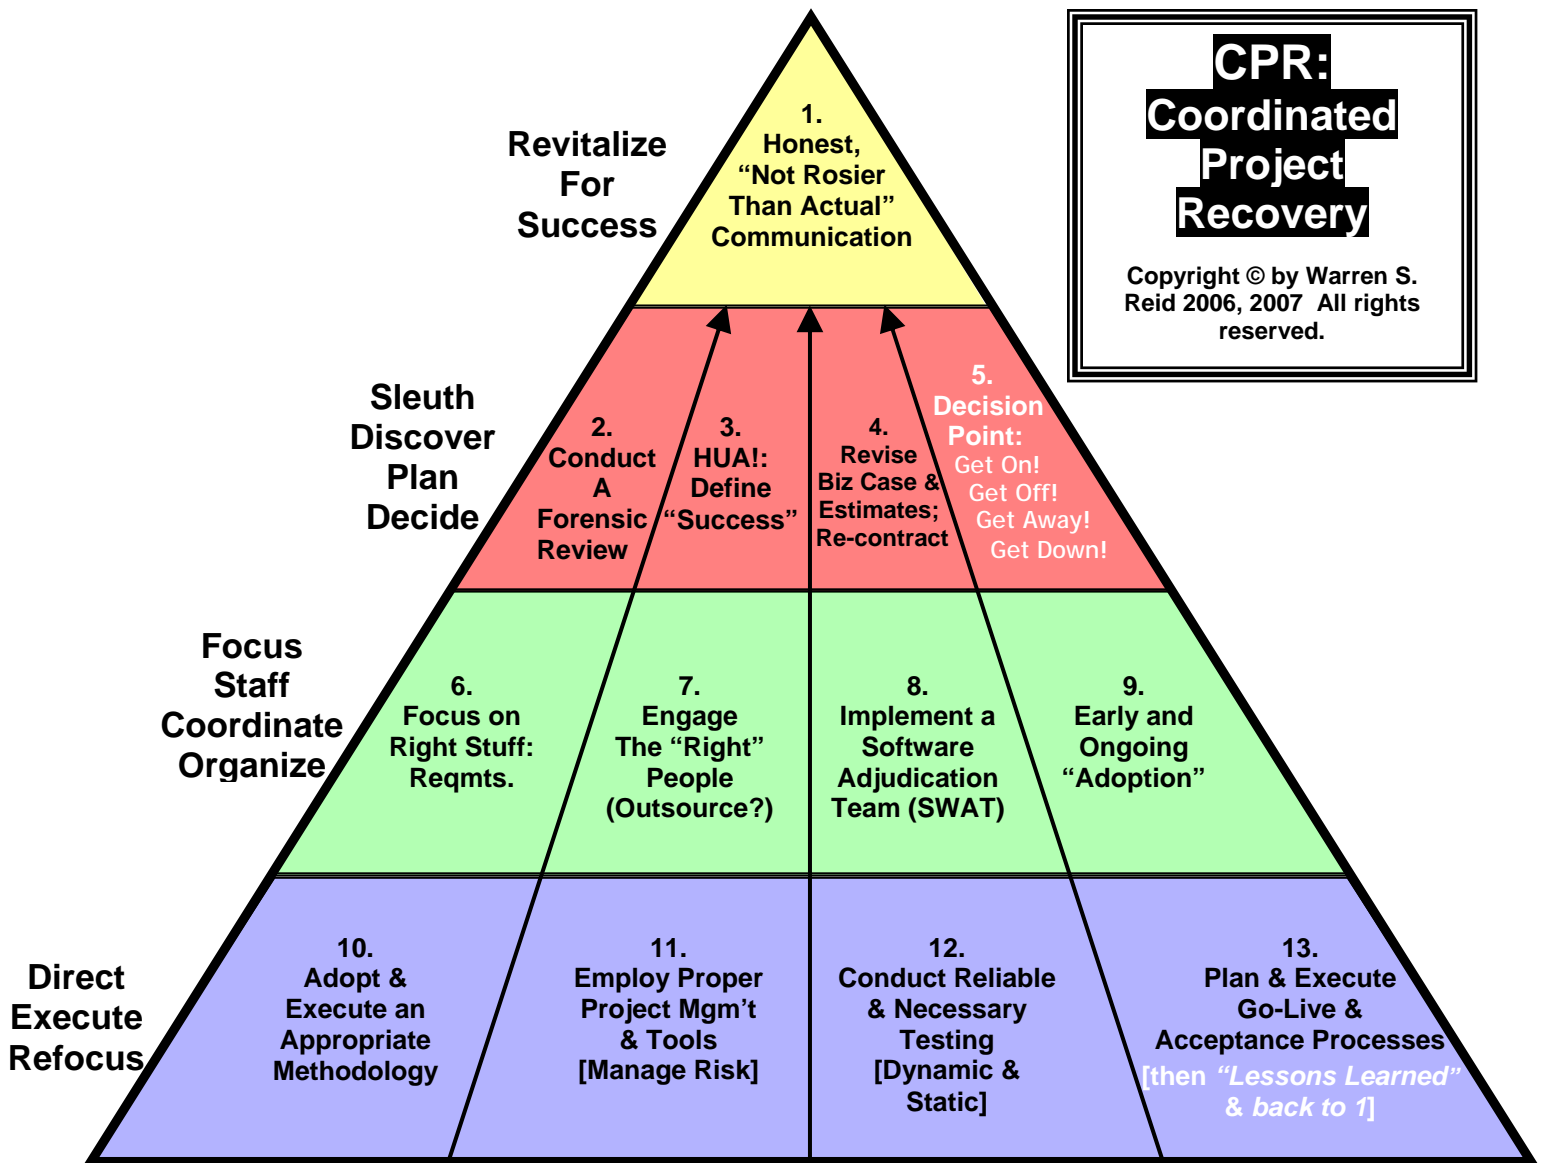 CPR:
Coordinated
Project
Recovery
Copyright © by Warren S.
Reid 2006, 2007  All rights
reserved.
Revitalize
For
Success
1.
Honest,
“Not Rosier
Than Actual”
Communication
Sleuth
Discover
Plan
Decide
2.
Conduct
A
Forensic
Review
3.
HUA!:
Define
“Success”
4.
Revise
Biz Case &
Estimates;
Re-contract
5.
Decision
Point:
Get On!
Get Off!
Get Away!
Get Down!
Focus
Staff
Coordinate
Organize
6.
Focus on
Right Stuff:
Reqmts.
7.
Engage
The “Right”
People
(Outsource?)
8.
Implement a
Software
Adjudication
Team (SWAT)
9.
Early and
Ongoing
“Adoption”
Direct
Execute
Refocus
10.
Adopt &
Execute an
Appropriate
Methodology
11.
Employ Proper
Project Mgm’t
& Tools
[Manage Risk]
12.
Conduct Reliable
& Necessary
Testing
[Dynamic &
Static]
13.
Plan & Execute
Go-Live &
Acceptance Processes
[then “Lessons Learned”
& back to 1]